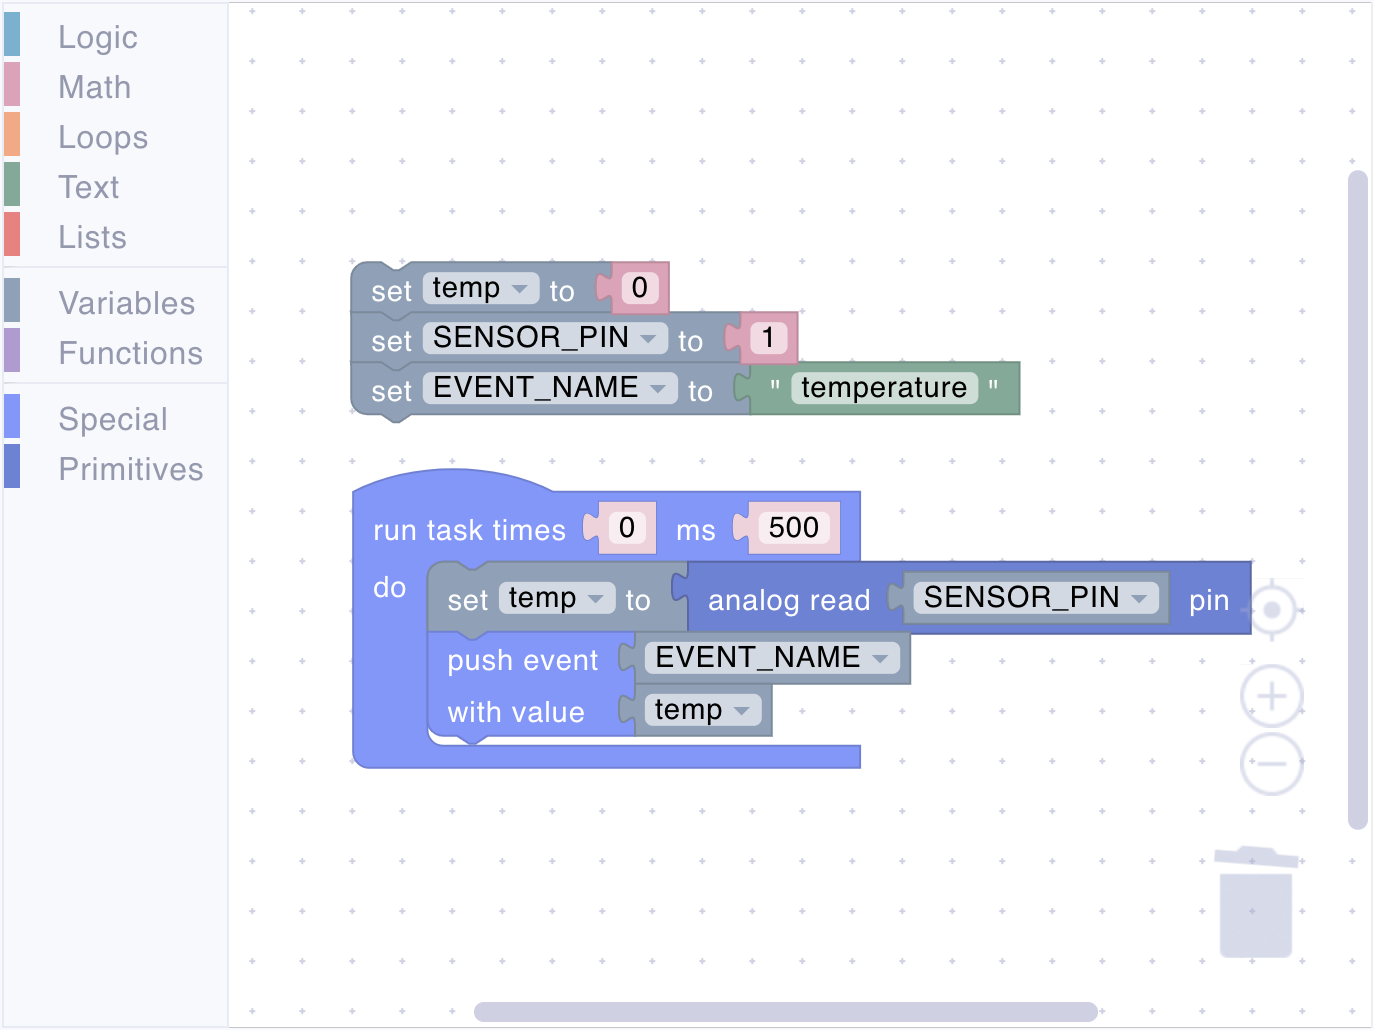 Logic
Math
Loops
Text
Lists
Variables
Functions
Special
Primitives
set temp to 0
set SENSOR_PIN to 1
set EVENT_NAME to " temperature "
run task times 0 ms 500
do
set temp to analog read SENSOR_PIN pin
push event EVENT_NAME
with value temp